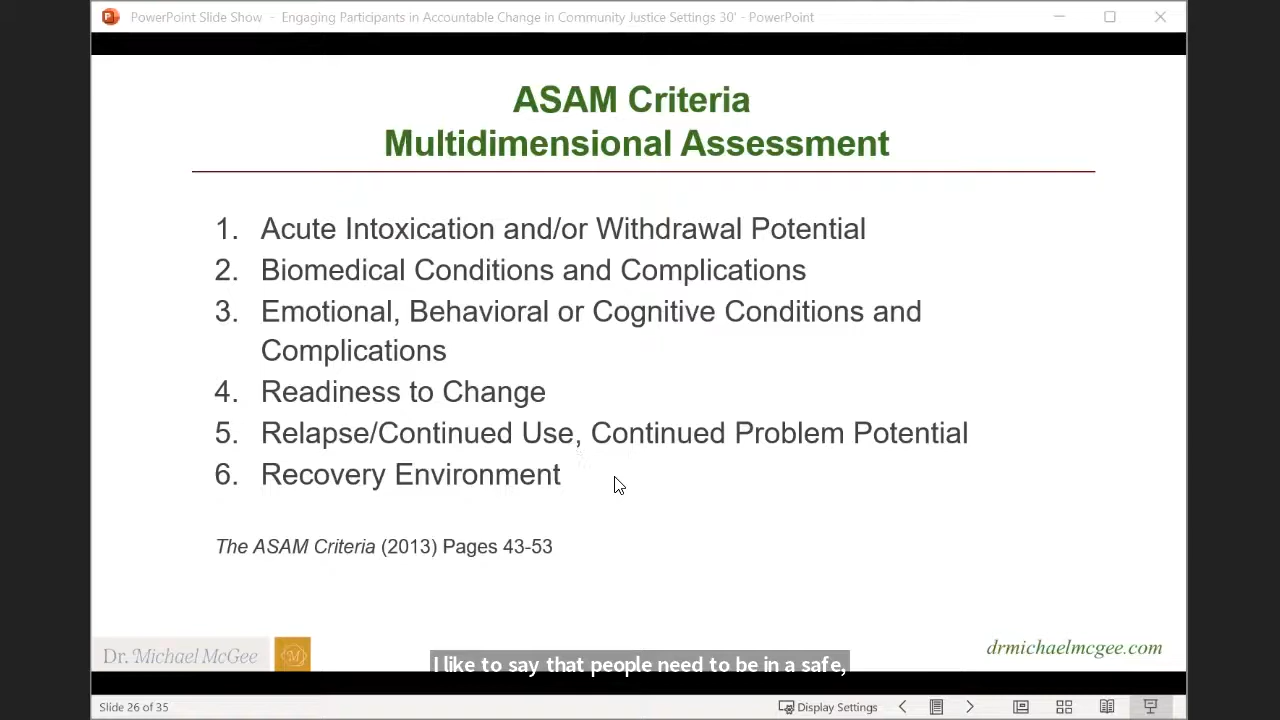 PowerPoint Slide Show - Engaging Participants in Accountable Change in Community Justice Settings 30' - PowerPoint
ASAM Criteria
Multidimensional Assessment
1. Acute Intoxication and/or Withdrawal Potential
2. Biomedical Conditions and Complications
3. Emotional, Behavioral or Cognitive Conditions and
Complications
4. Readiness to Change
5. Relapse/Continued Use, Continued Problem Potential
6. Recovery Environment
The ASAM Criteria (2013) Pages 43-53
Dr. Michael McGee
M
drmichaelmcgee.com
I like to say that people need to be in a safe,
Slide 26 of 35
Display Settings